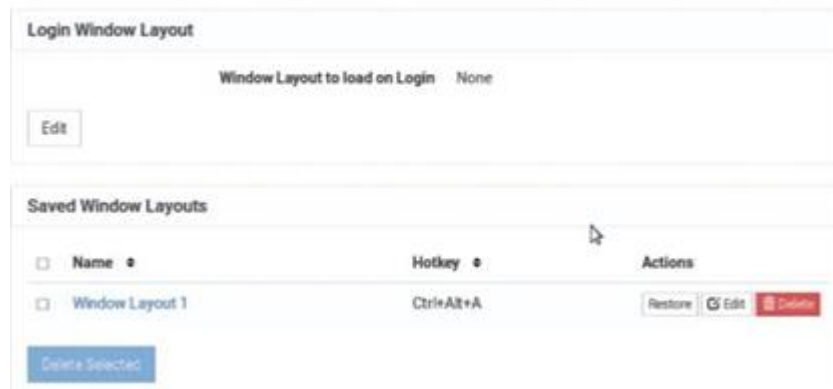 Login Window Layout
Window Layout to load on Login None
Edit
Saved Window Layouts
Name Hotkey Actions
Window Layout 1 Ctrl+Alt+A Restore Edit Delete
Delete Selected